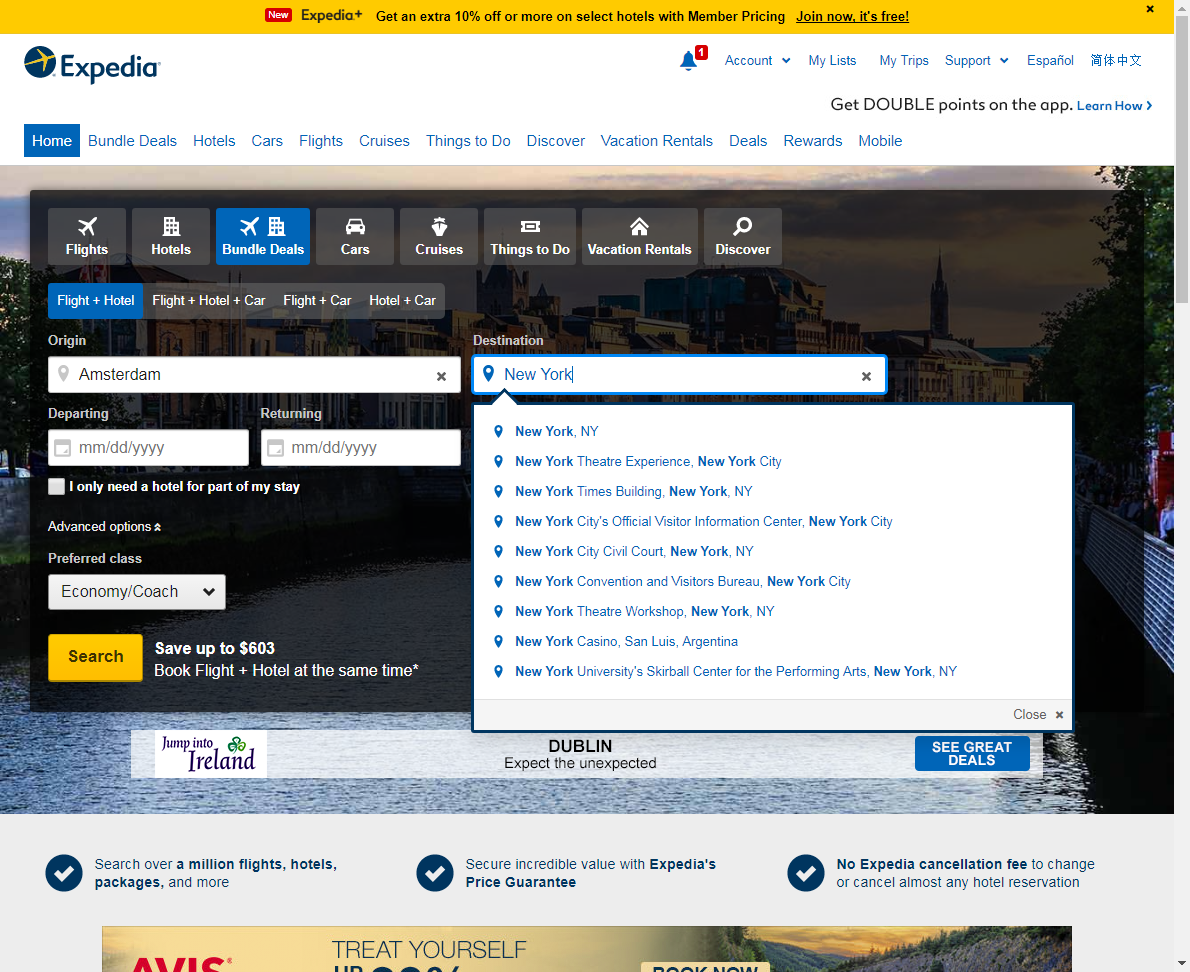 New Expedia+ Get an extra 10% off or more on select hotels with Member Pricing Join now, it's free!
Expedia
1 Account My Lists My Trips Support Español 简体中文
Get DOUBLE points on the app. Learn How
Home Bundle Deals Hotels Cars Flights Cruises Things to Do Discover Vacation Rentals Deals Rewards Mobile
Flights Hotels Bundle Deals Cars Cruises Things to Do Vacation Rentals Discover
Flight + Hotel Flight + Hotel + Car Flight + Car Hotel + Car
Origin Destination
Amsterdam New York
Departing Returning
mm/dd/yyyy mm/dd/yyyy
I only need a hotel for part of my stay
Advanced options
Preferred class
Economy/Coach
Search
Save up to $603
Book Flight + Hotel at the same time*
New York, NY
New York Theatre Experience, New York City
New York Times Building, New York, NY
New York City's Official Visitor Information Center, New York City
New York City Civil Court, New York, NY
New York Convention and Visitors Bureau, New York City
New York Theatre Workshop, New York, NY
New York Casino, San Luis, Argentina
New York University's Skirball Center for the Performing Arts, New York, NY
Close
Jump into
Ireland
DUBLIN
Expect the unexpected
SEE GREAT
DEALS
Search over a million flights, hotels,
packages, and more
Secure incredible value with Expedia's
Price Guarantee
No Expedia cancellation fee to change
or cancel almost any hotel reservation
TREAT YOURSELF
AVIS
UP
BOOK NOW